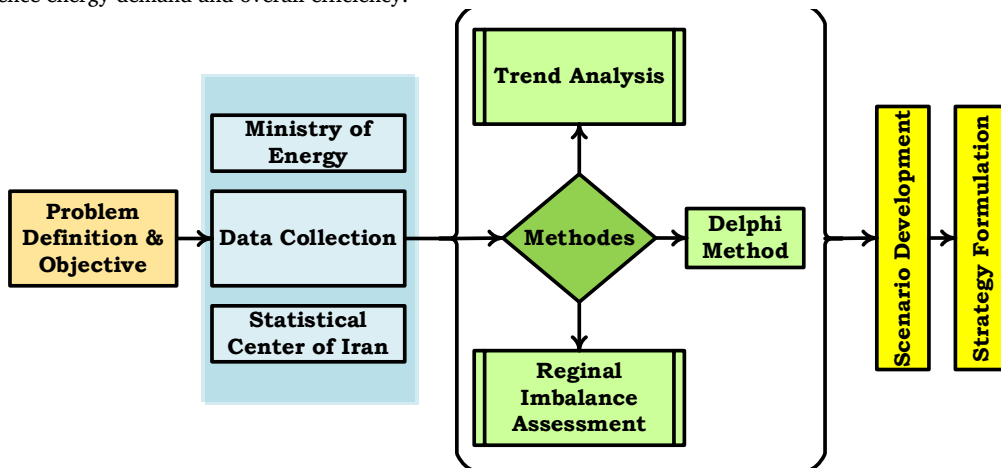 ence energy demand and overall efficiency.
Problem
Definition &
Objective
Ministry of
Energy
Data Collection
Statistical
Center of Iran
Trend Analysis
Methodes
Delphi
Method
Reginal
Imbalance
Assessment
Scenario Development
Strategy Formulation